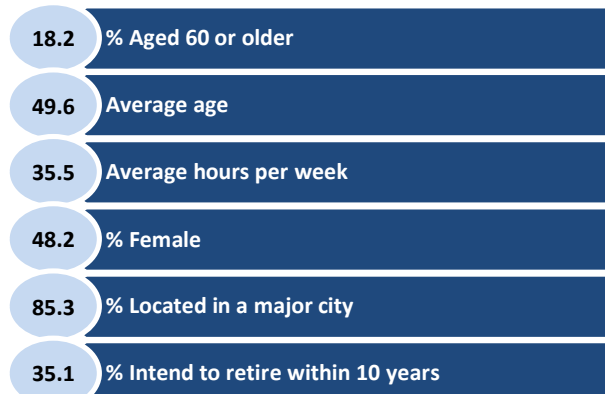 18.2 % Aged 60 or older
49.6 Average age
35.5 Average hours per week
48.2 % Female
85.3 % Located in a major city
35.1 % Intend to retire within 10 years